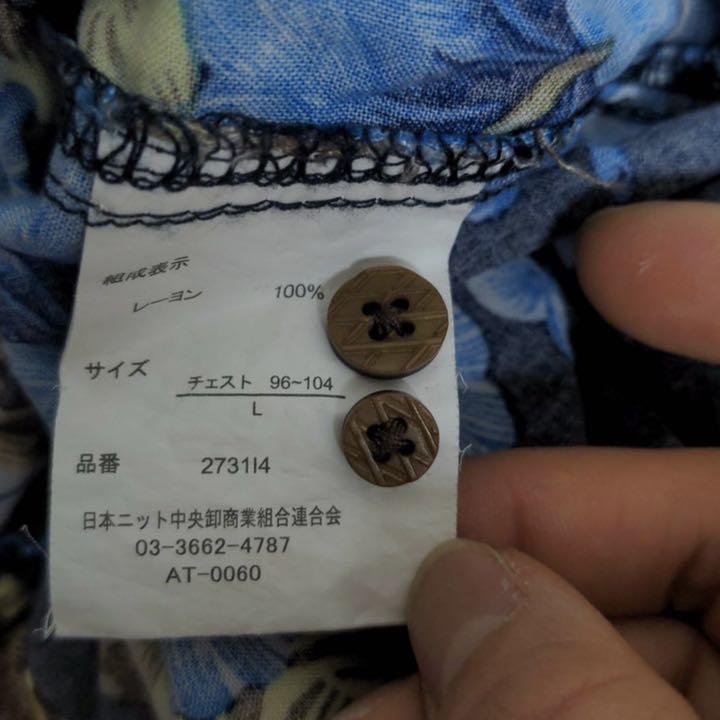 組成表示
レーヨン 100%
サイズ チェスト 96~104
L
品番 2731I4
日本ニット中央卸商業組合連合会
03-3662-4787
AT-0060